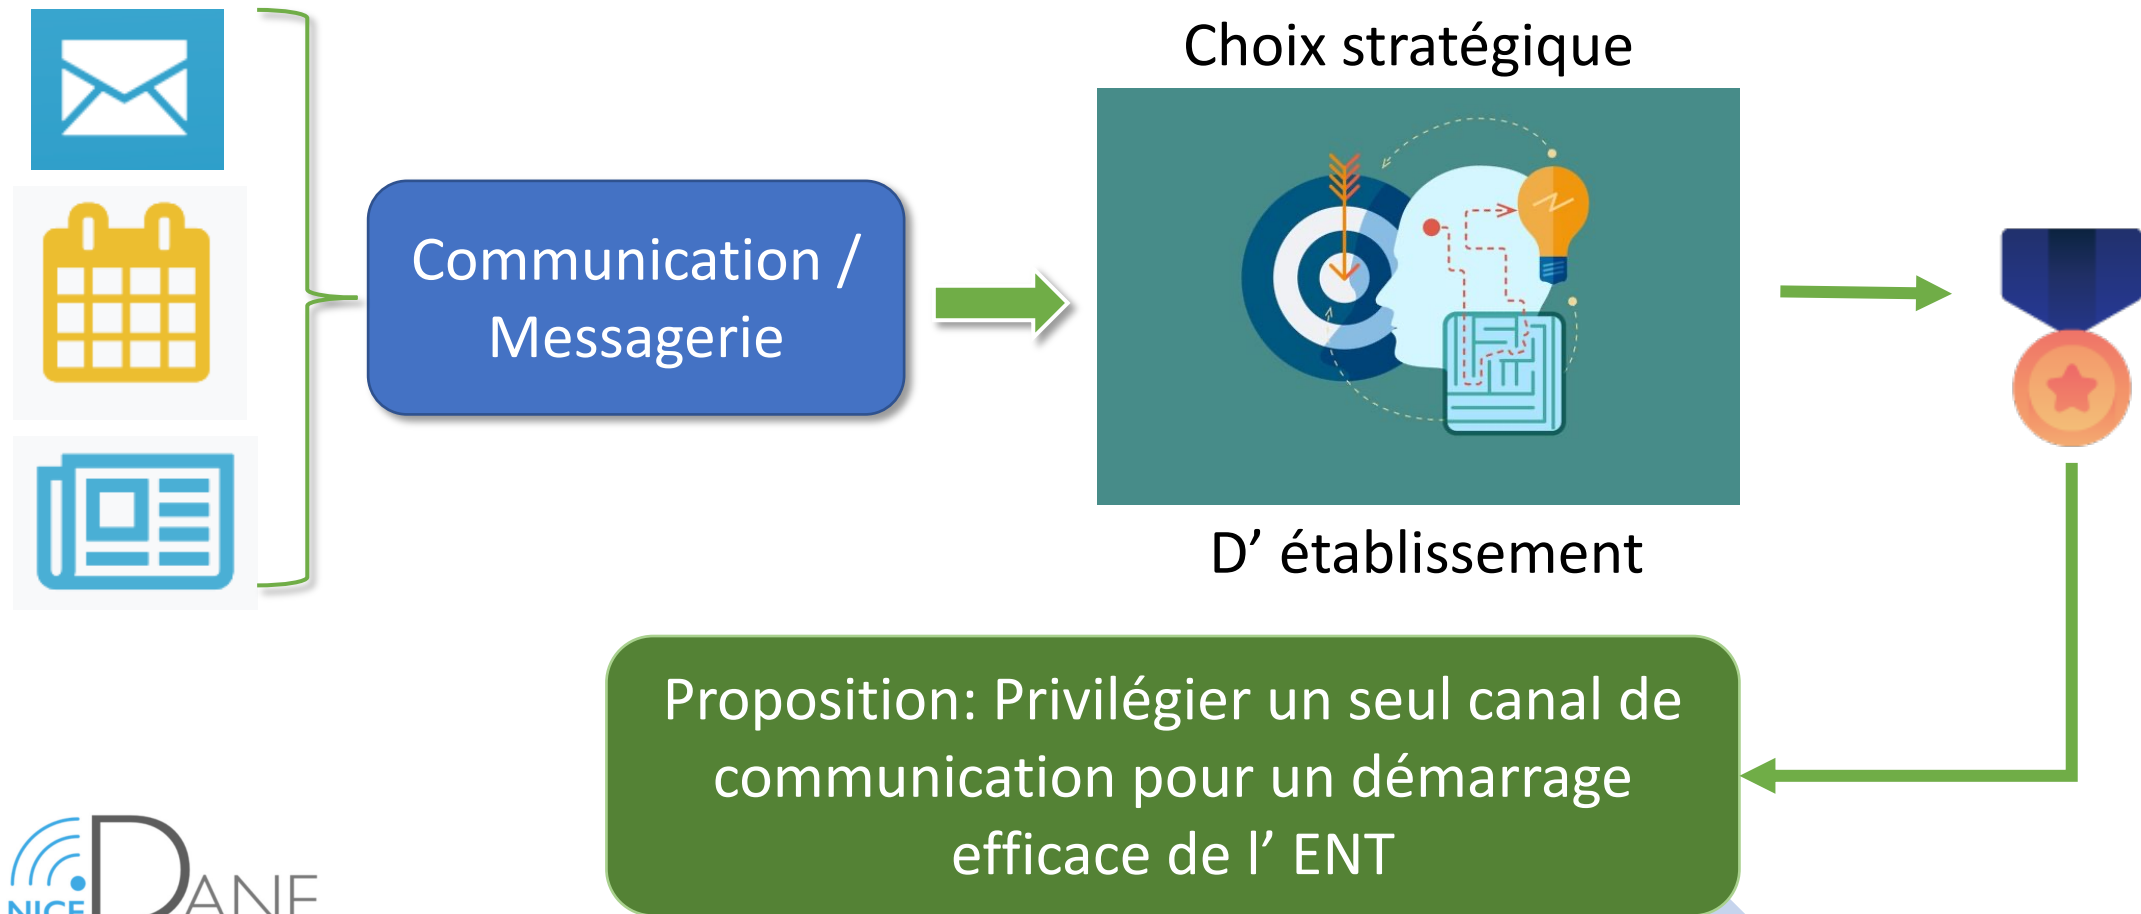 Choix stratégique
Communication /
Messagerie
D’ établissement
Proposition: Privilégier un seul canal de
communication pour un démarrage
efficace de l’ ENT
DANE
NICE